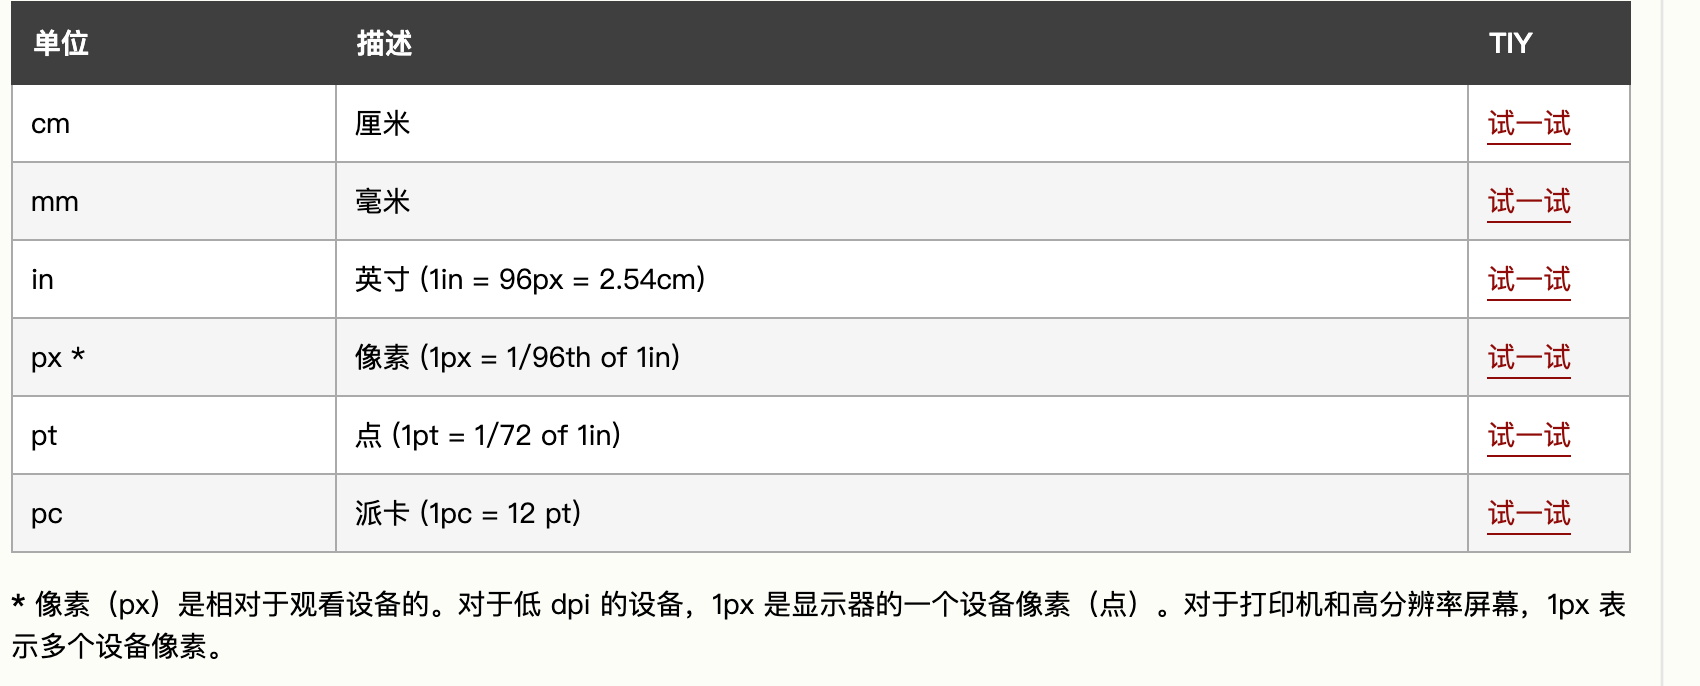 单位 描述 TIY
cm 厘米 试一试
mm 毫米 试一试
in 英寸 (1in = 96px = 2.54cm) 试一试
px * 像素 (1px = 1/96th of 1in) 试一试
pt 点 (1pt = 1/72 of 1in) 试一试
pc 派卡 (1pc = 12 pt) 试一试
* 像素（px）是相对于观看设备的。对于低 dpi 的设备，1px 是显示器的一个设备像素（点）。对于打印机和高分辨率屏幕，1px 表
示多个设备像素。